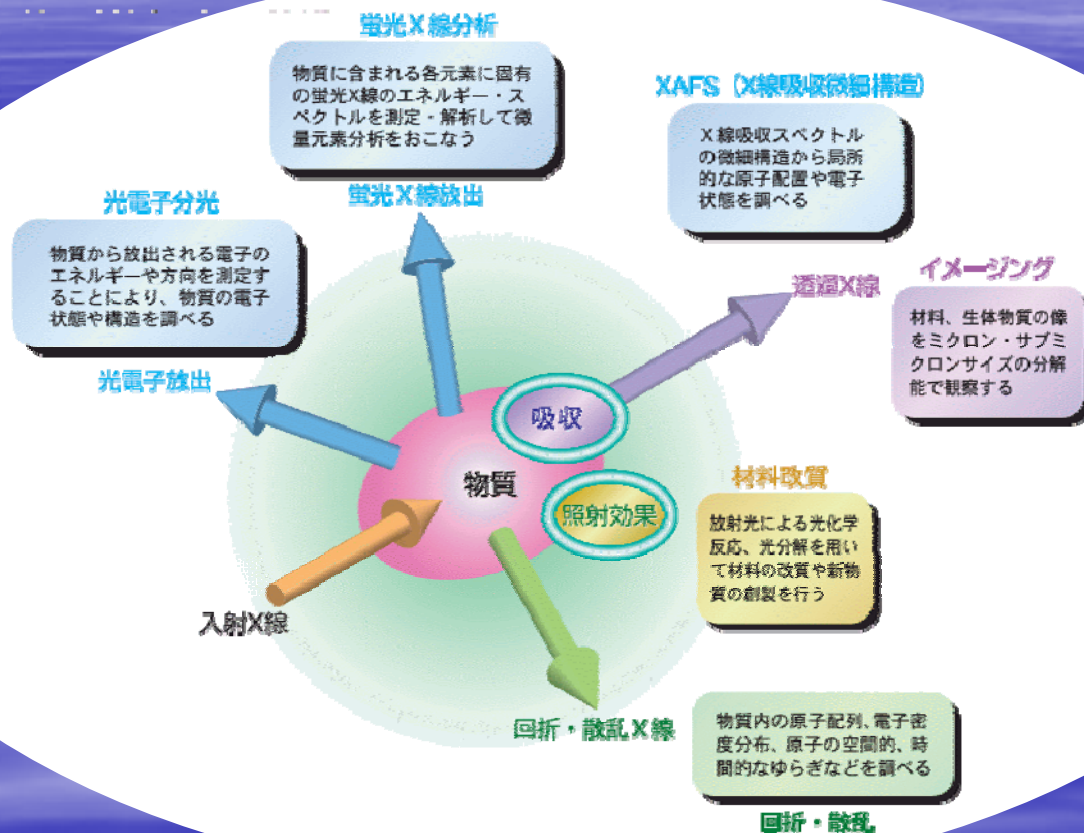 蛍光X線分析
物質に含まれる各元素に固有
の蛍光X線のエネルギー・ス
ペクトルを測定・解析して微
量元素分析をおこなう
蛍光X線放出
XAFS（X線吸収微細構造）
X線吸収スペクトル
の微細構造から局所
的な原子配置や電子
状態を調べる
光電子分光
物質から放出される電子の
エネルギーや方向を測定す
ることにより、物質の電子
状態や構造を調べる
光電子放出
透過X線
イメージング
材料、生体物質の像
をミクロン・サブミ
クロンサイズの分解
能で観察する
吸収
物質
照射効果
材料改質
放射光による光化学
反応、光分解を用い
て材料の改質や新物
質の創製を行う
入射X線
回折・散乱X線
物質内の原子配列、電子密
度分布、原子の空間的、時
間的なゆらぎなどを調べる
回折・散乱